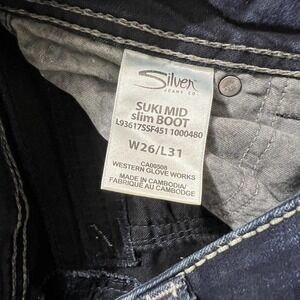 Silver
JEANS CO.
SUKI MID
slim BOOT
L93617SSF451 1000480
W26/L31
CA00508
WESTERN GLOVE WORKS
MADE IN CAMBODIA/
FABRIQUÉ AU CAMBODGE